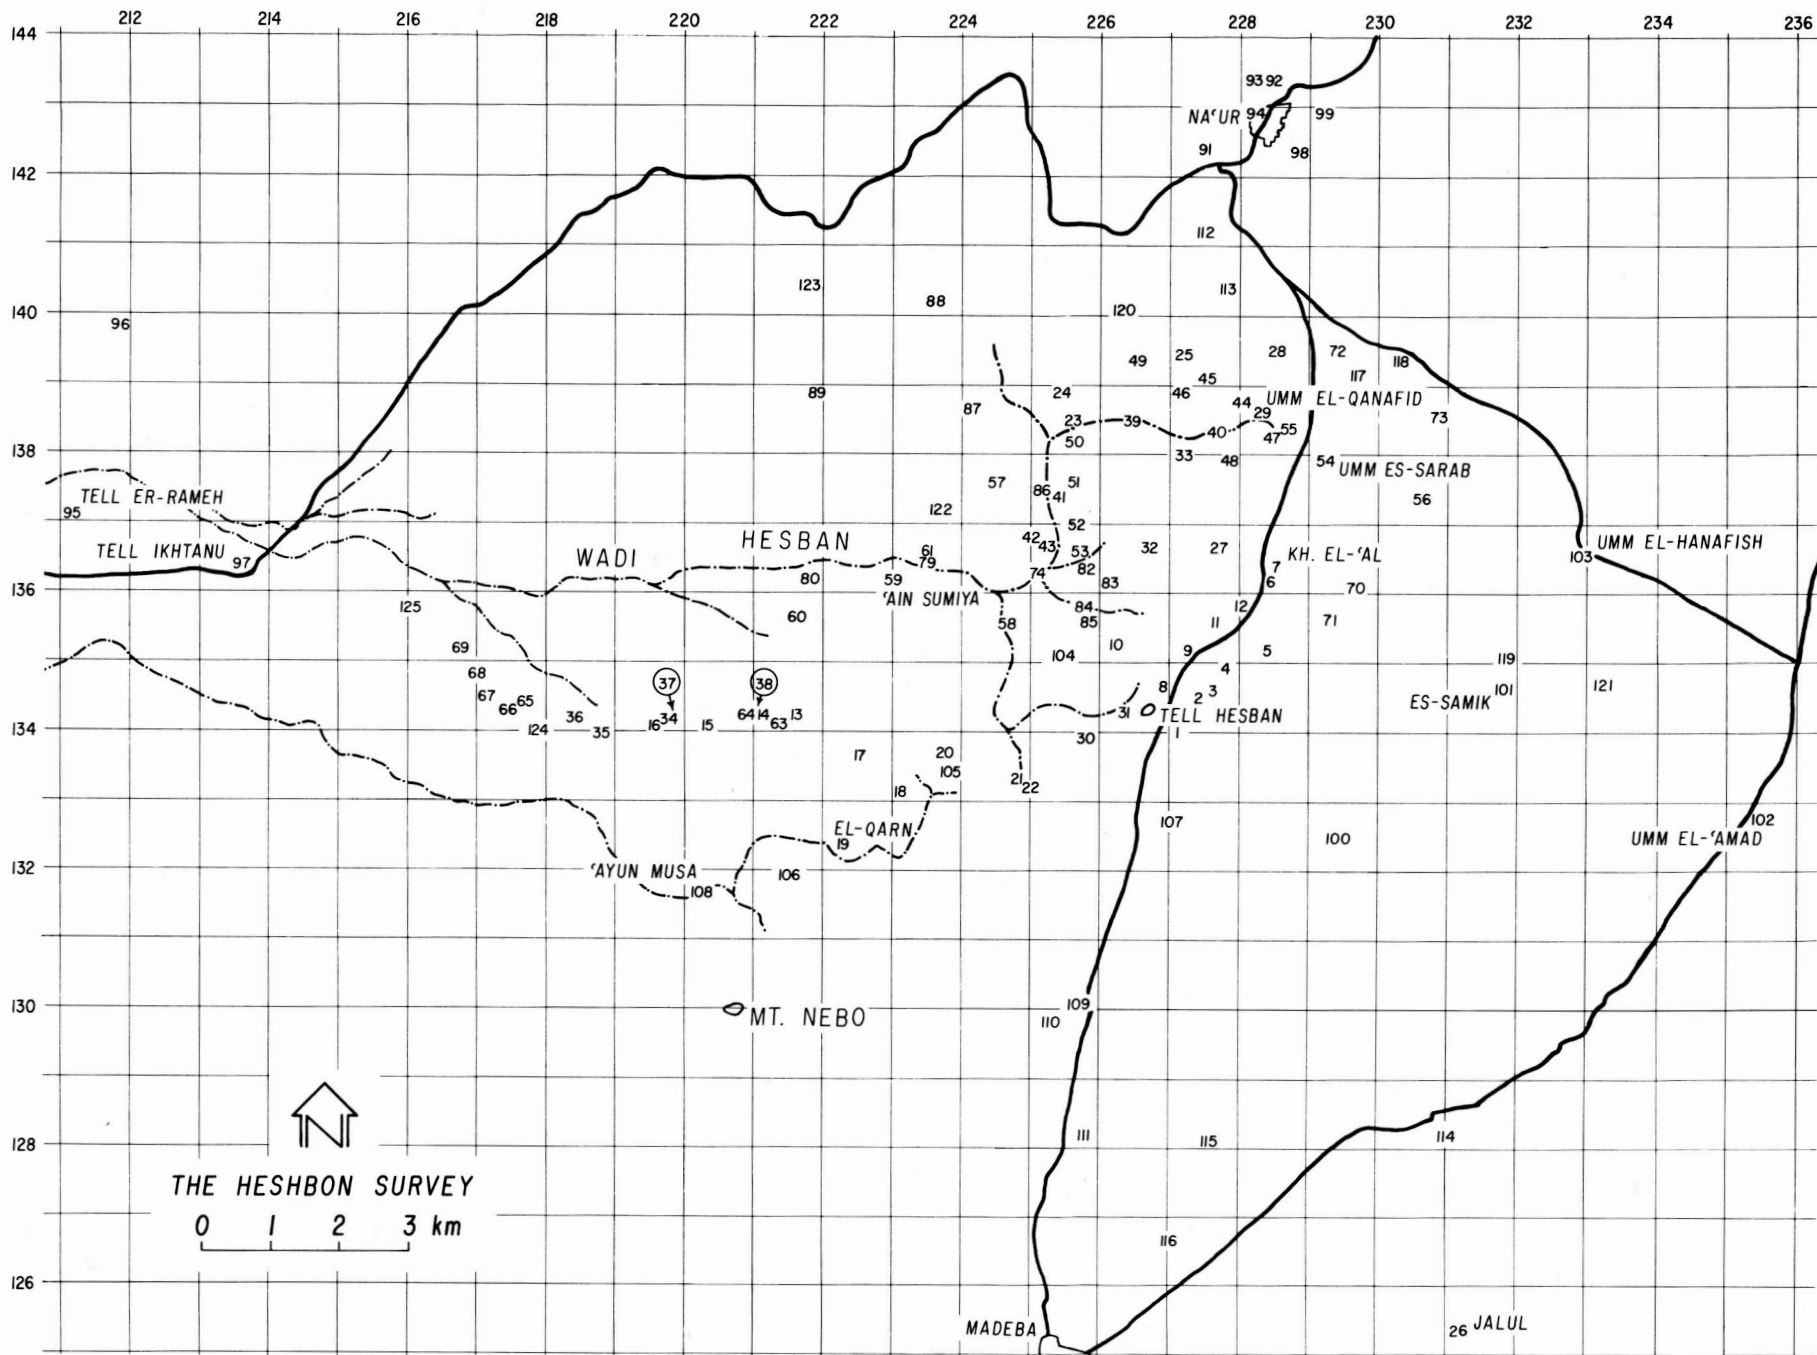 212 214 216 218 220 222 224 226 228 230 232 234 236
144
93 92
NAʿUR 94 99
91 98
142
112
123 113
88
140 120
96
49 25 28 72 118
45 117
89 24 46 44 UMM EL-QANAFID
87 29 73
23 39 40 55
50 47
138
33 48 54 UMM ES-SARAB
57 86 51
41 56
TELL ER-RAMEH
95 122 52
HESBAN 42 43 32 27 UMM EL-HANAFISH
TELL IKHTANU 97 WADI 61 53 KH. EL-ʿAL 103
79 82 7
80 59 74 83 6 70
136
125 ʿAIN SUMIYA 84 12
60 58 85 11 71
69 10 9 5
104 4 119
68 37 38 8 3 101 121
67 65 2 ES-SAMIK
66 36 16 34 15 64 14 13 31 TELL HESBAN
63
134
124 35 30 1
17 20
105 21
18 22
107 102
EL-QARN
19 100 UMM EL-ʿAMAD
132
ʿAYUN MUSA 106
108
130
109
MT. NEBO 110
128
111 115 114
THE HESHBON SURVEY
0 1 2 3 km
116
126
MADEBA 26 JALUL